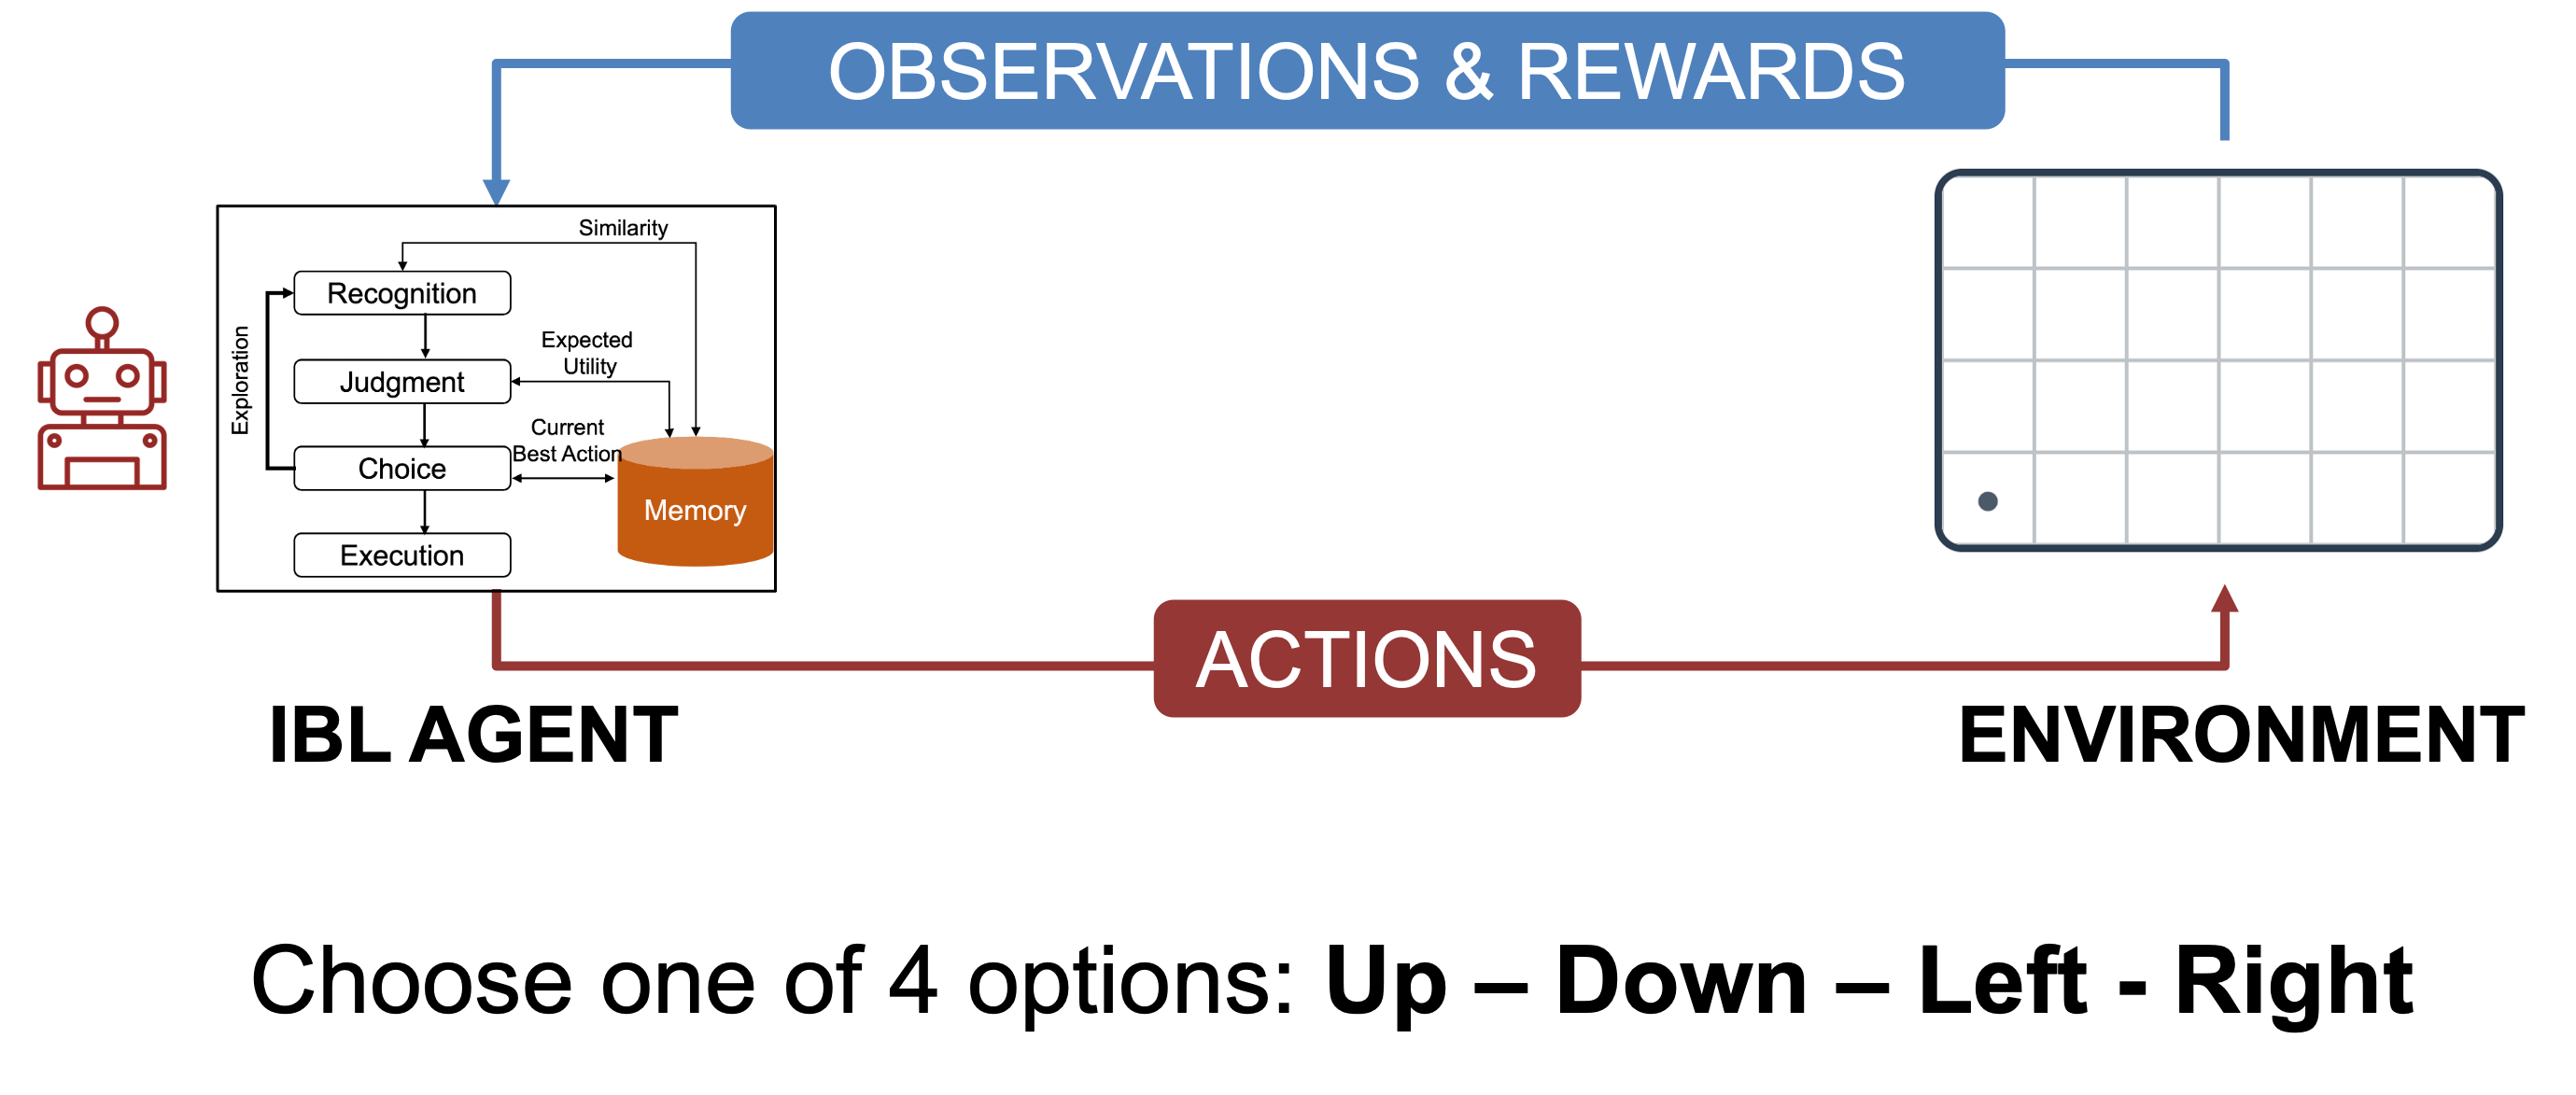 OBSERVATIONS & REWARDS
Similarity
Recognition
Exploration
Expected
Utility
Judgment
Current
Best Action
Choice
Memory
Execution
ACTIONS
IBL AGENT
ENVIRONMENT
Choose one of 4 options: Up – Down – Left - Right